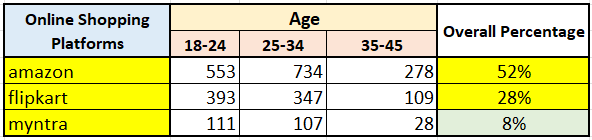 Online Shopping Platforms Age Overall Percentage
18-24 25-34 35-45
amazon 553 734 278 52%
flipkart 393 347 109 28%
myntra 111 107 28 8%